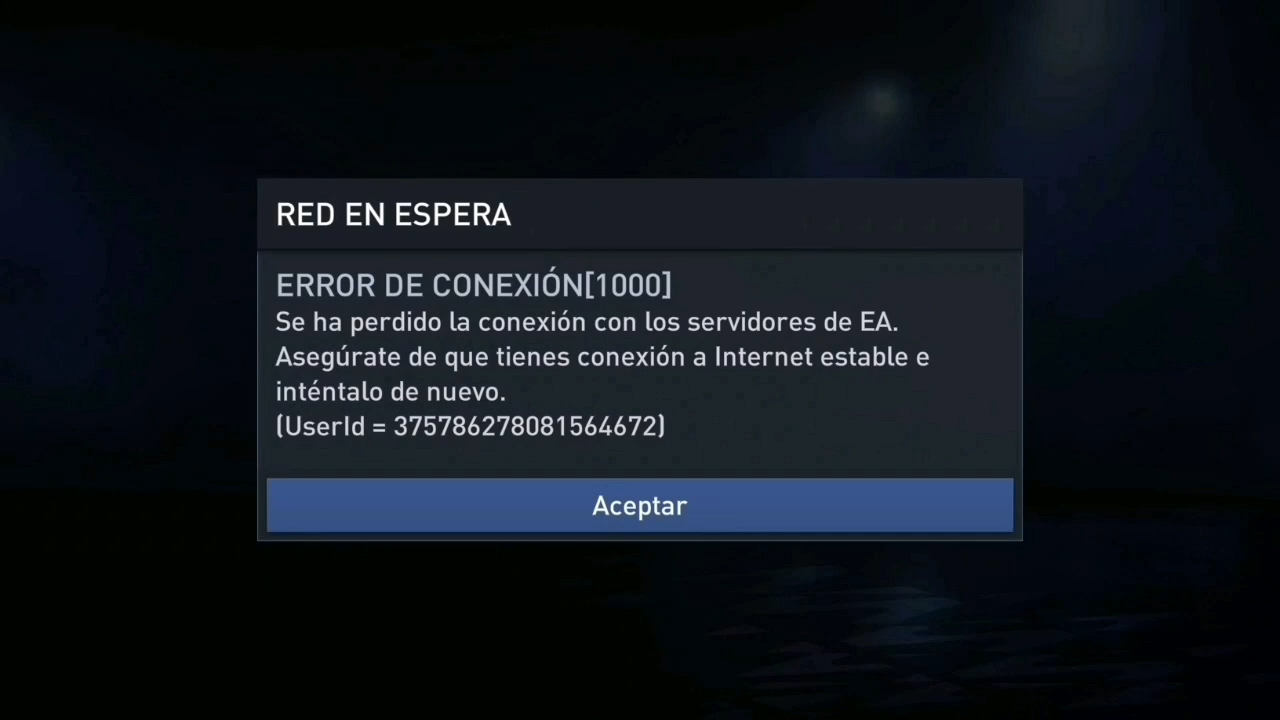 RED EN ESPERA
ERROR DE CONEXIÓN[1000]
Se ha perdido la conexión con los servidores de EA.
Asegúrate de que tienes conexión a Internet estable e
inténtalo de nuevo.
(UserId = 375786278081564672)
Aceptar